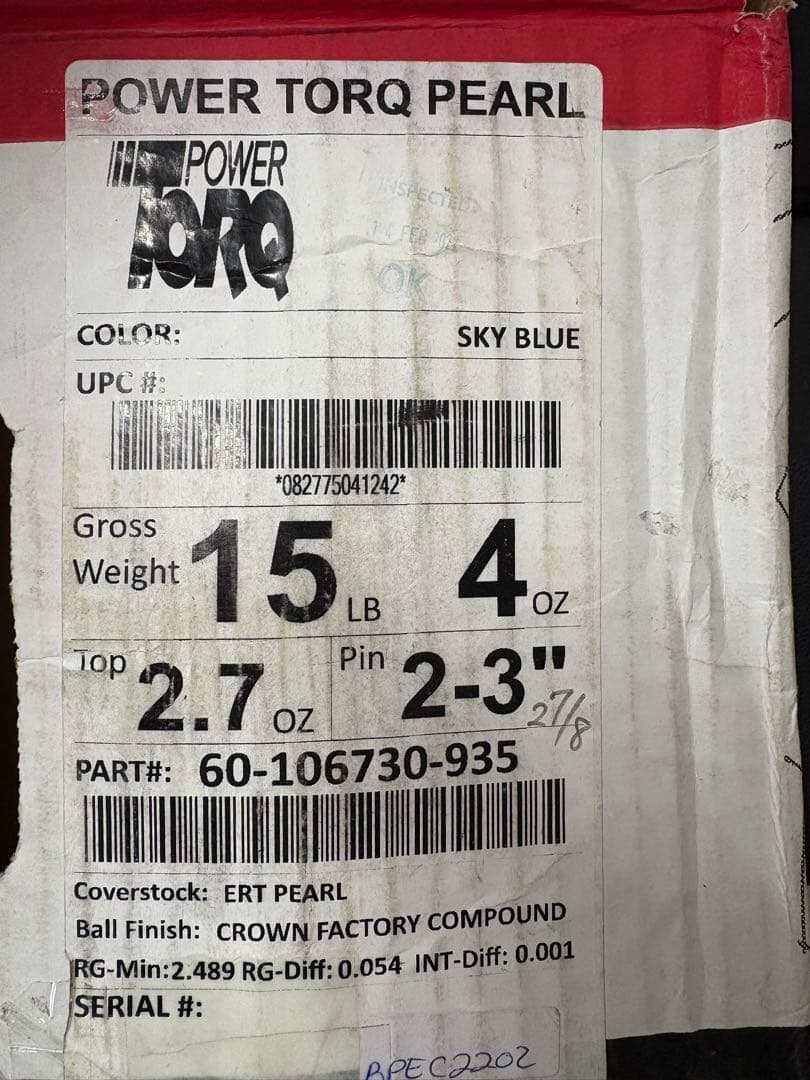 POWER TORQ PEARL
POWER
TORQ
INSPECTED
OK
COLOR: SKY BLUE
UPC #:
*082775041242*
Gross Weight 15 LB 4 OZ
Top 2.7 OZ Pin 2-3"
2 7/8
PART#: 60-106730-935
Coverstock: ERT PEARL
Ball Finish: CROWN FACTORY COMPOUND
RG-Min:2.489 RG-Diff: 0.054 INT-Diff: 0.001
SERIAL #:
BPEC2202